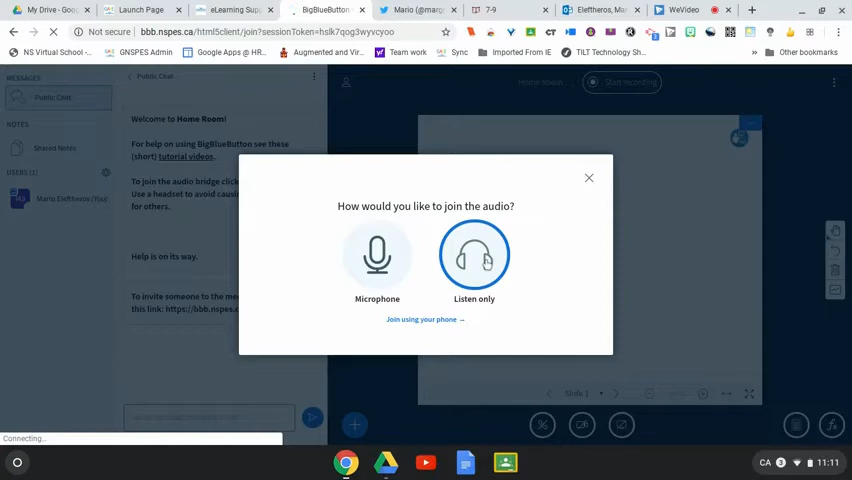 My Drive - Goog
Launch Page
eLearning Supp
BigBlueButton -
Mario (@marg
7-9
Eleftheros, Mar
WeVideo
Not secure | bbb.nspes.ca/html5client/join?sessionToken=hslk7qog3wyvcyoo
NS Virtual School -...
GNSPES Admin
Google Apps @ HR...
Augmented and Vir...
Team work
Sync
Imported From IE
TILT Technology Sh...
»
Other bookmarks
MESSAGES
Public Chat
NOTES
Shared Notes
USERS (1)
Mario Eleftheros (You)
Public Chat
Welcome to Home Room!
For help on using BigBlueButton see these
(short) tutorial videos.
To join the audio bridge clic
Use a headset to avoid causi
for others.
Help is on its way.
To invite someone to the me
this link: https://bbb.nspes.c
Home Room
Start recording
How would you like to join the audio?
Microphone
Listen only
Join using your phone →
Slide 1
Connecting...
CA 3 11:11